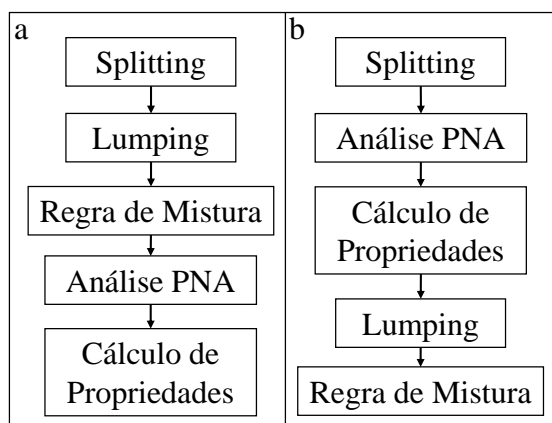 a
Splitting
Lumping
Regra de Mistura
Análise PNA
Cálculo de
Propriedades
b
Splitting
Análise PNA
Cálculo de
Propriedades
Lumping
Regra de Mistura